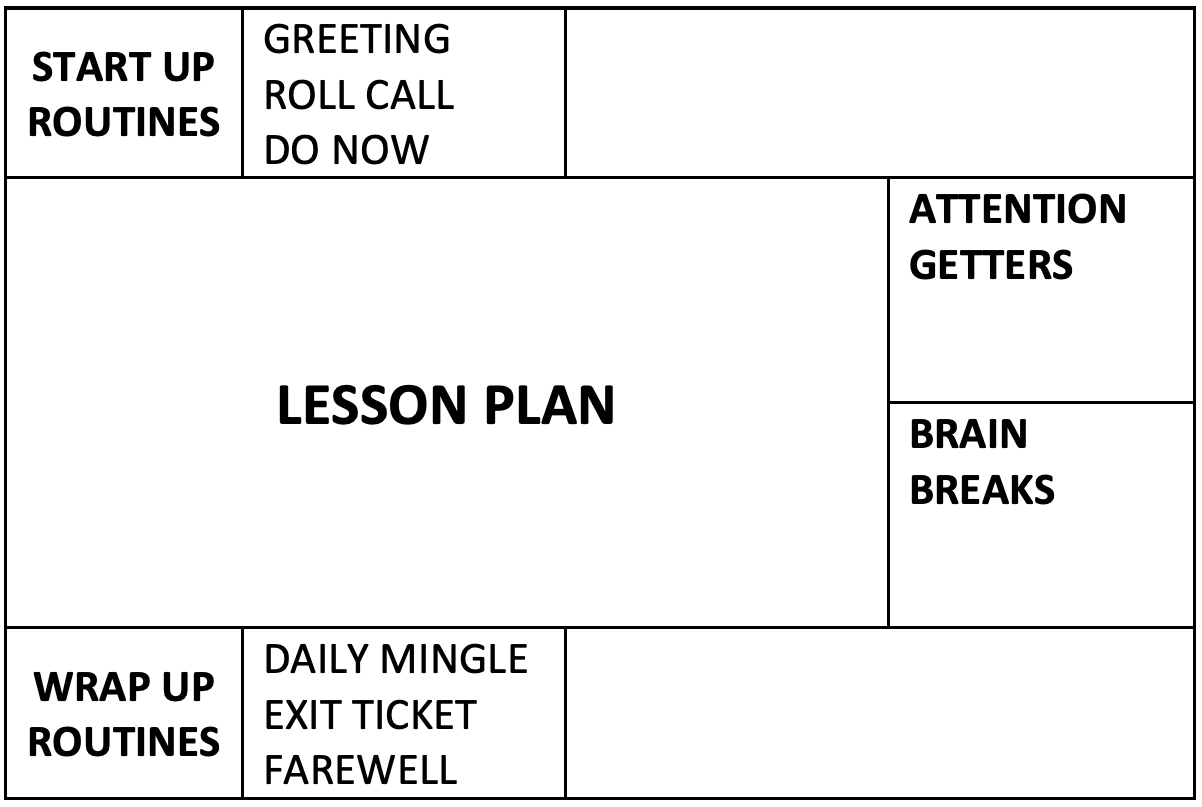 START UP
ROUTINES
GREETING
ROLL CALL
DO NOW
LESSON PLAN
ATTENTION
GETTERS
BRAIN
BREAKS
WRAP UP
ROUTINES
DAILY MINGLE
EXIT TICKET
FAREWELL